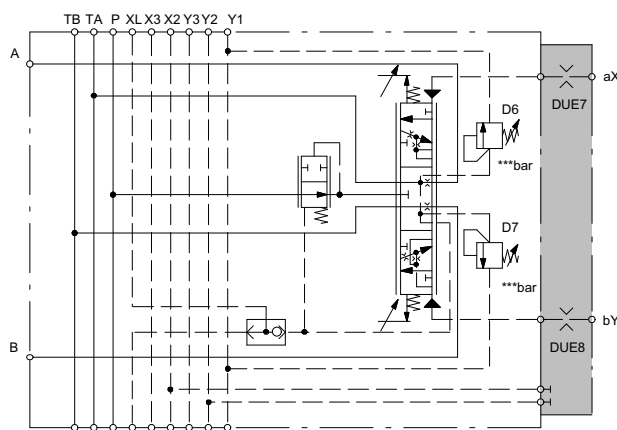 TB TA P XL X3 X2 Y3 Y2 Y1
A
aX
DUE7
D6
***bar
D7
***bar
bY
DUE8
B